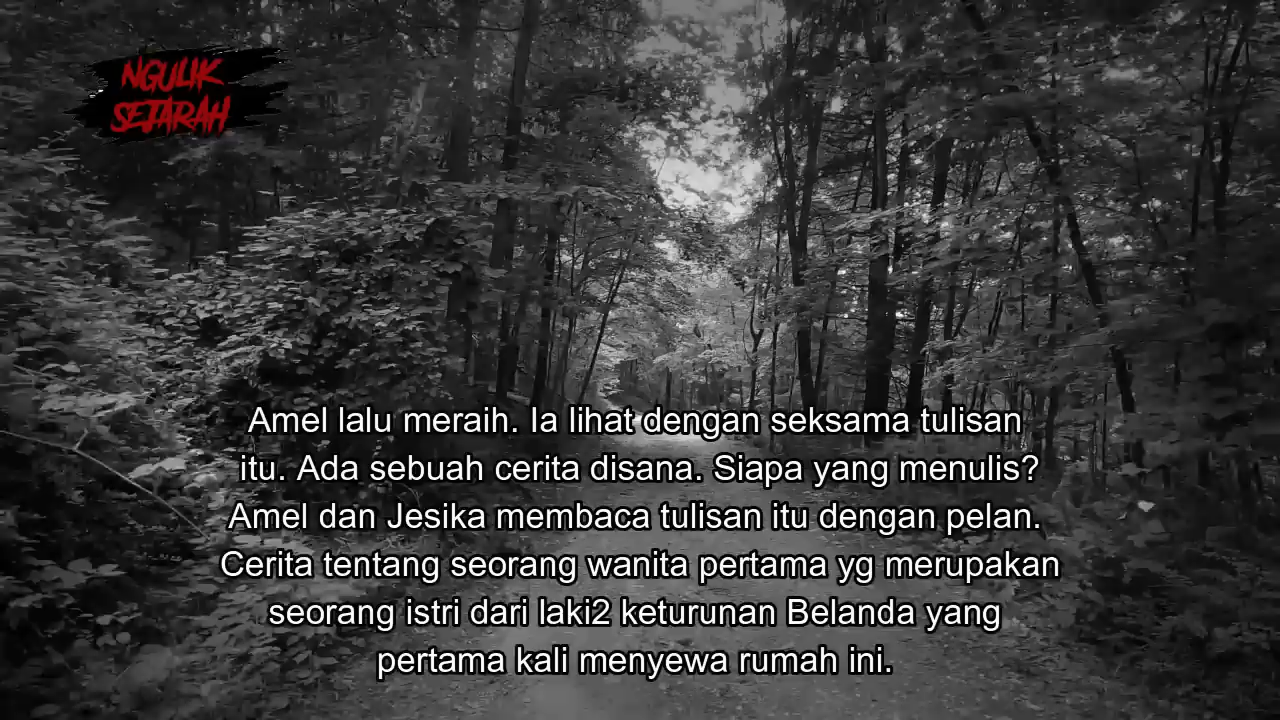 NGULIK
SEJARAH
Amel lalu meraih. Ia lihat dengan seksama tulisan
itu. Ada sebuah cerita disana. Siapa yang menulis?
Amel dan Jesika membaca tulisan itu dengan pelan.
Cerita tentang seorang wanita pertama yg merupakan
seorang istri dari laki2 keturunan Belanda yang
pertama kali menyewa rumah ini.